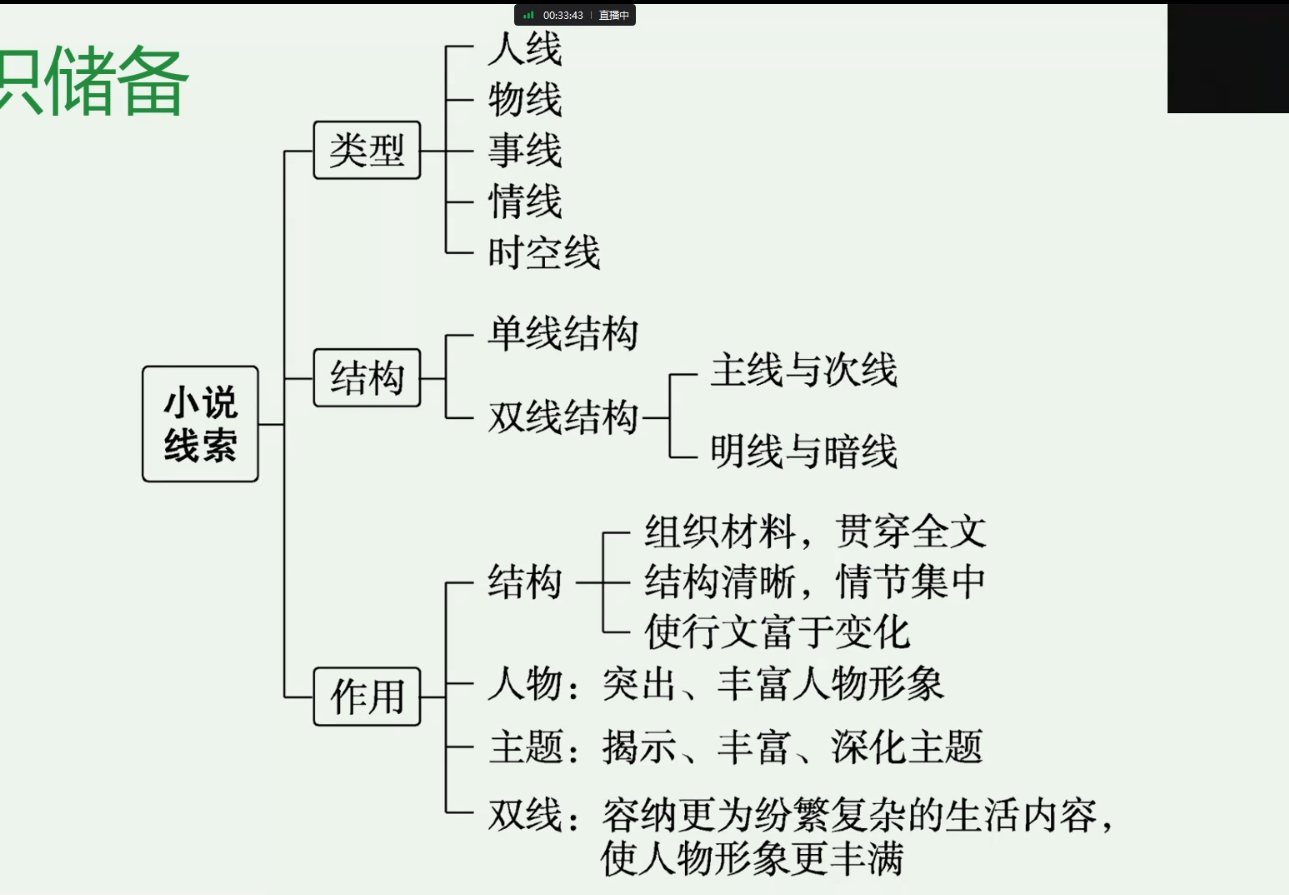 00:33:43 直播中
识储备
小说
线索
类型
人线
物线
事线
情线
时空线
结构
单线结构
双线结构
主线与次线
明线与暗线
作用
结构
组织材料，贯穿全文
结构清晰，情节集中
使行文富于变化
人物：突出、丰富人物形象
主题：揭示、丰富、深化主题
双线：容纳更为纷繁复杂的生活内容，
使人物形象更丰满